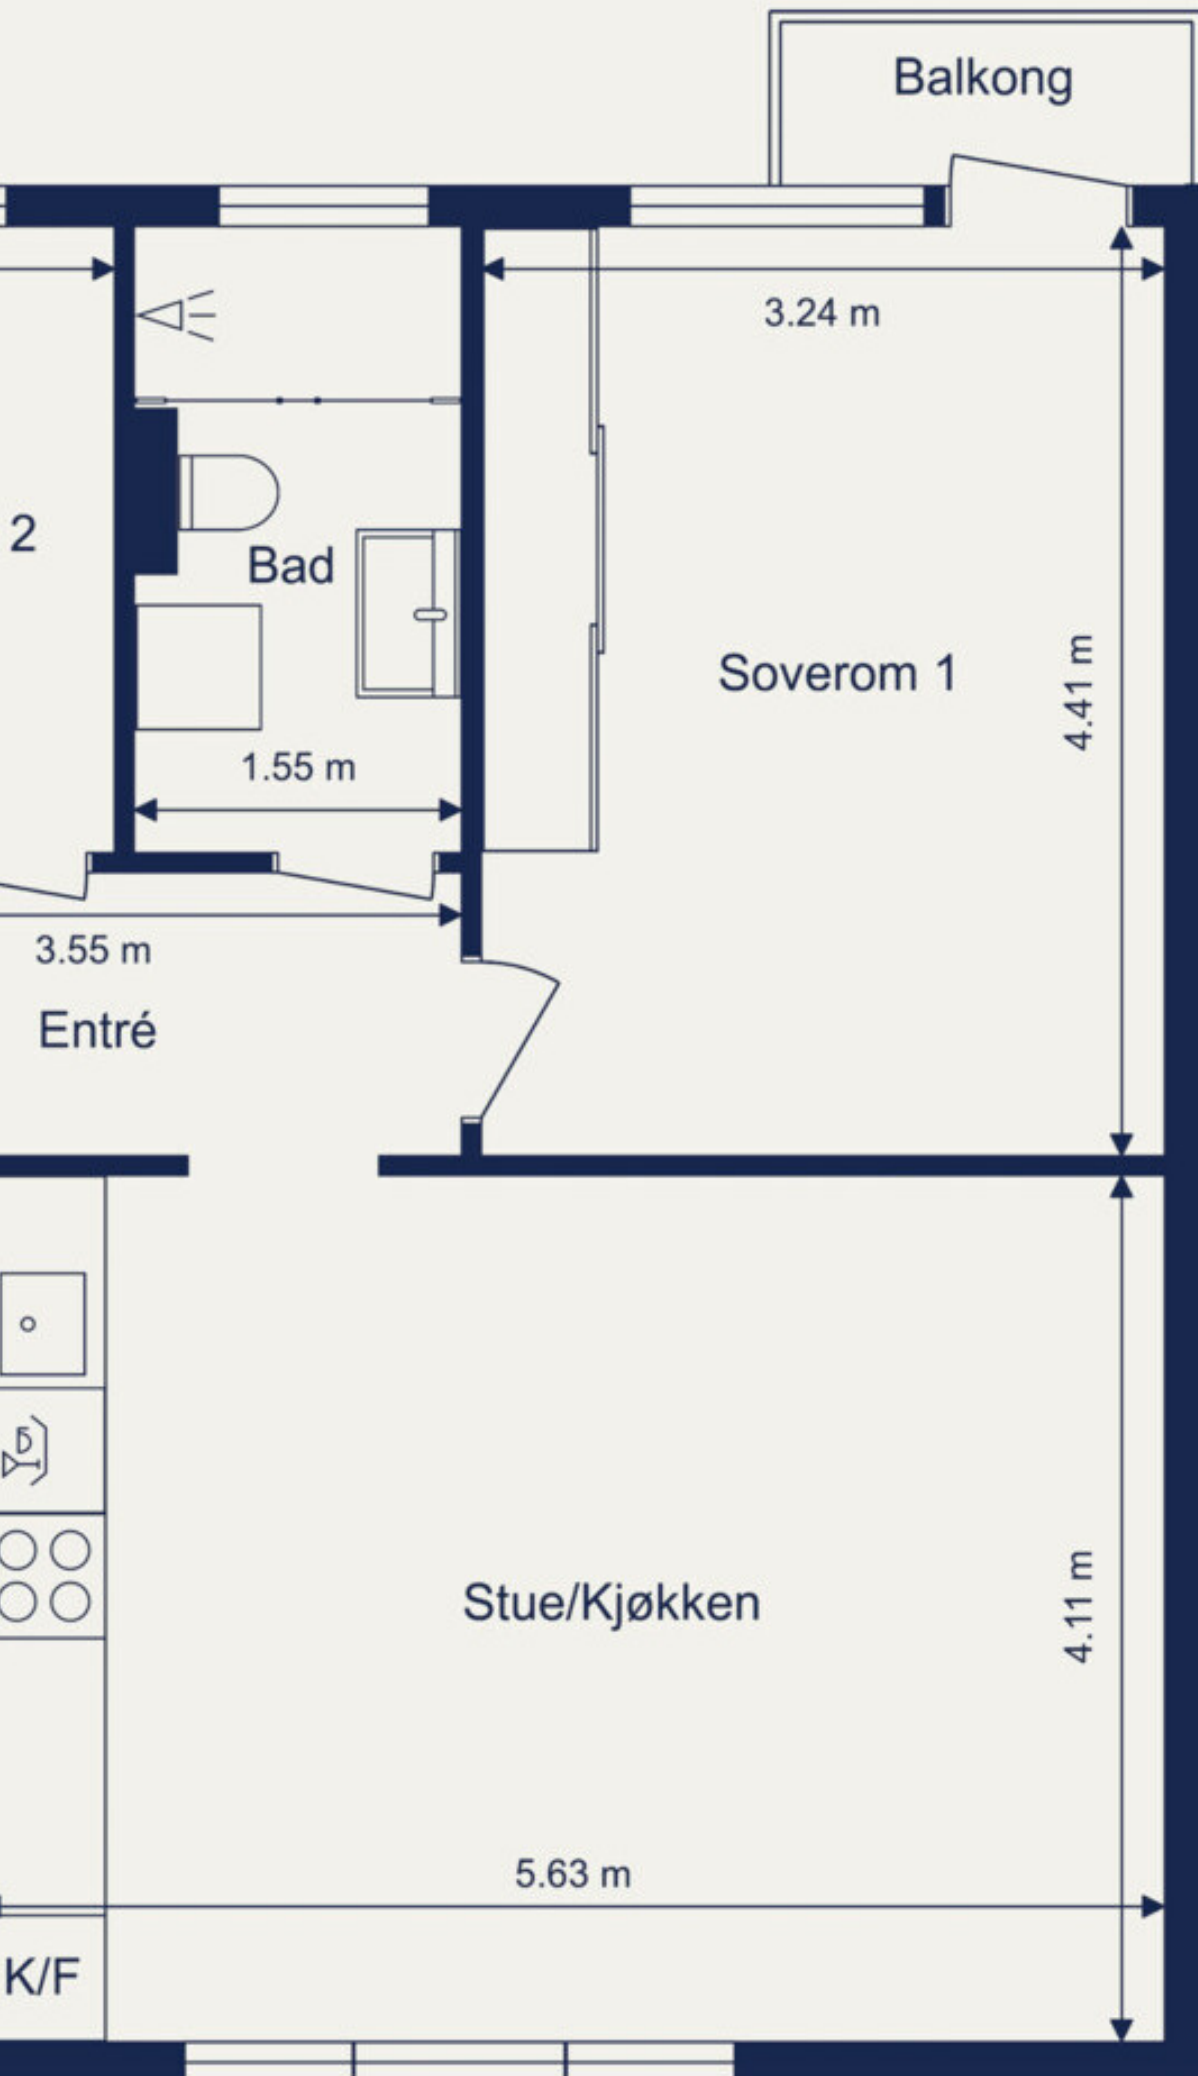 Balkong
3.24 m
2
Bad
Soverom 1
4.41 m
1.55 m
3.55 m
Entré
Stue/Kjøkken
4.11 m
5.63 m
K/F